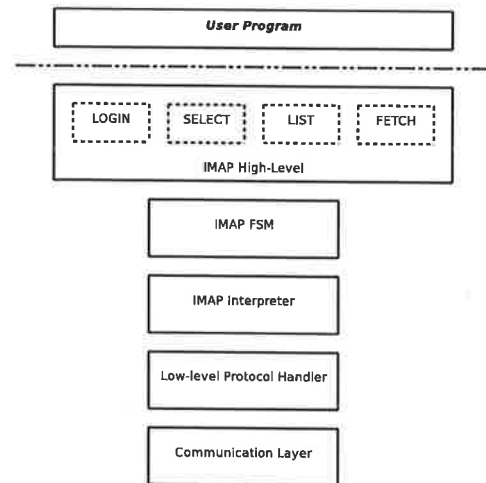 User Program
LOGIN SELECT LIST FETCH
IMAP High-Level
IMAP FSM
IMAP Interpreter
Low-level Protocol Handler
Communication Layer